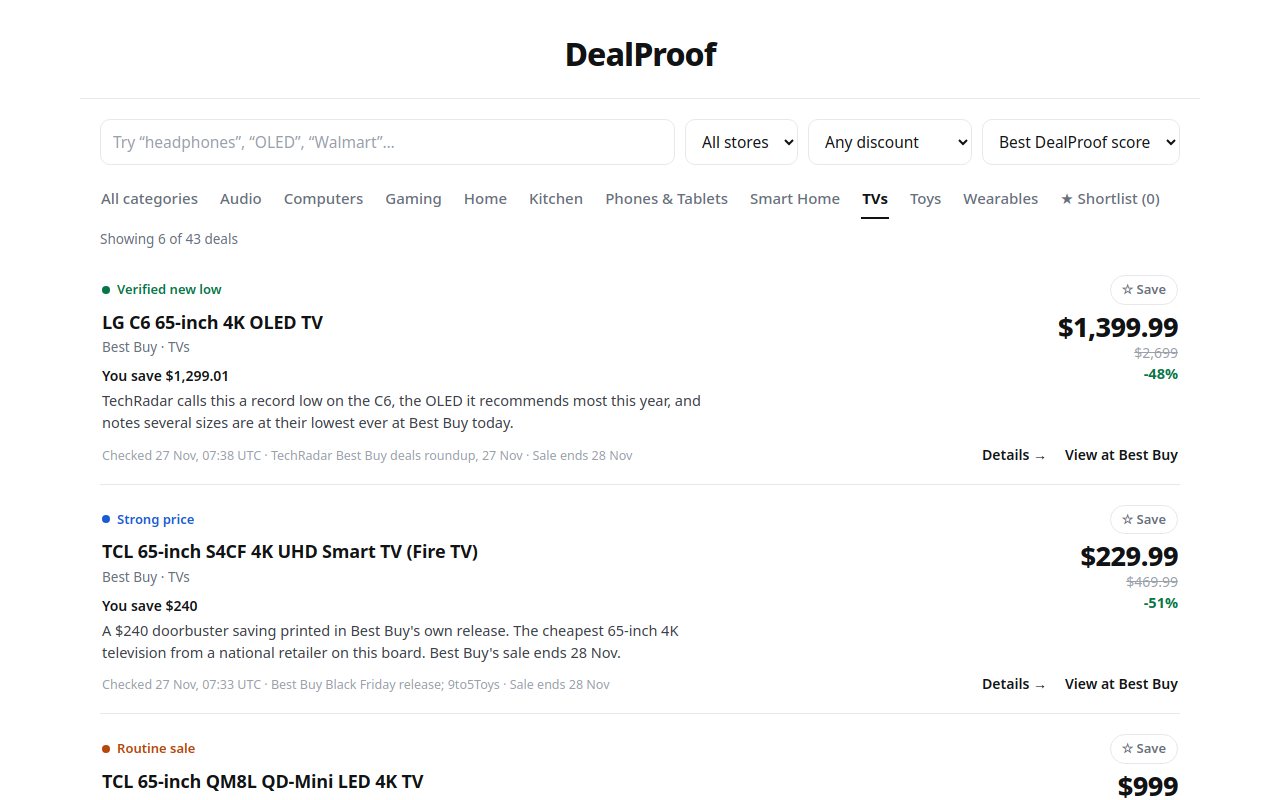 DealProof
Try “headphones”, “OLED”, “Walmart”...
All stores
Any discount
Best DealProof score
All categories Audio Computers Gaming Home Kitchen Phones & Tablets Smart Home TVs Toys Wearables ★ Shortlist (0)
Showing 6 of 43 deals
Verified new low
☆ Save
LG C6 65-inch 4K OLED TV
$1,399.99
Best Buy · TVs
$2,699
You save $1,299.01
-48%
TechRadar calls this a record low on the C6, the OLED it recommends most this year, and
notes several sizes are at their lowest ever at Best Buy today.
Checked 27 Nov, 07:38 UTC · TechRadar Best Buy deals roundup, 27 Nov · Sale ends 28 Nov
Details → View at Best Buy
Strong price
☆ Save
TCL 65-inch S4CF 4K UHD Smart TV (Fire TV)
$229.99
Best Buy · TVs
$469.99
You save $240
-51%
A $240 doorbuster saving printed in Best Buy's own release. The cheapest 65-inch 4K
television from a national retailer on this board. Best Buy's sale ends 28 Nov.
Checked 27 Nov, 07:33 UTC · Best Buy Black Friday release; 9to5Toys · Sale ends 28 Nov
Details → View at Best Buy
Routine sale
☆ Save
TCL 65-inch QM8L QD-Mini LED 4K TV
$999